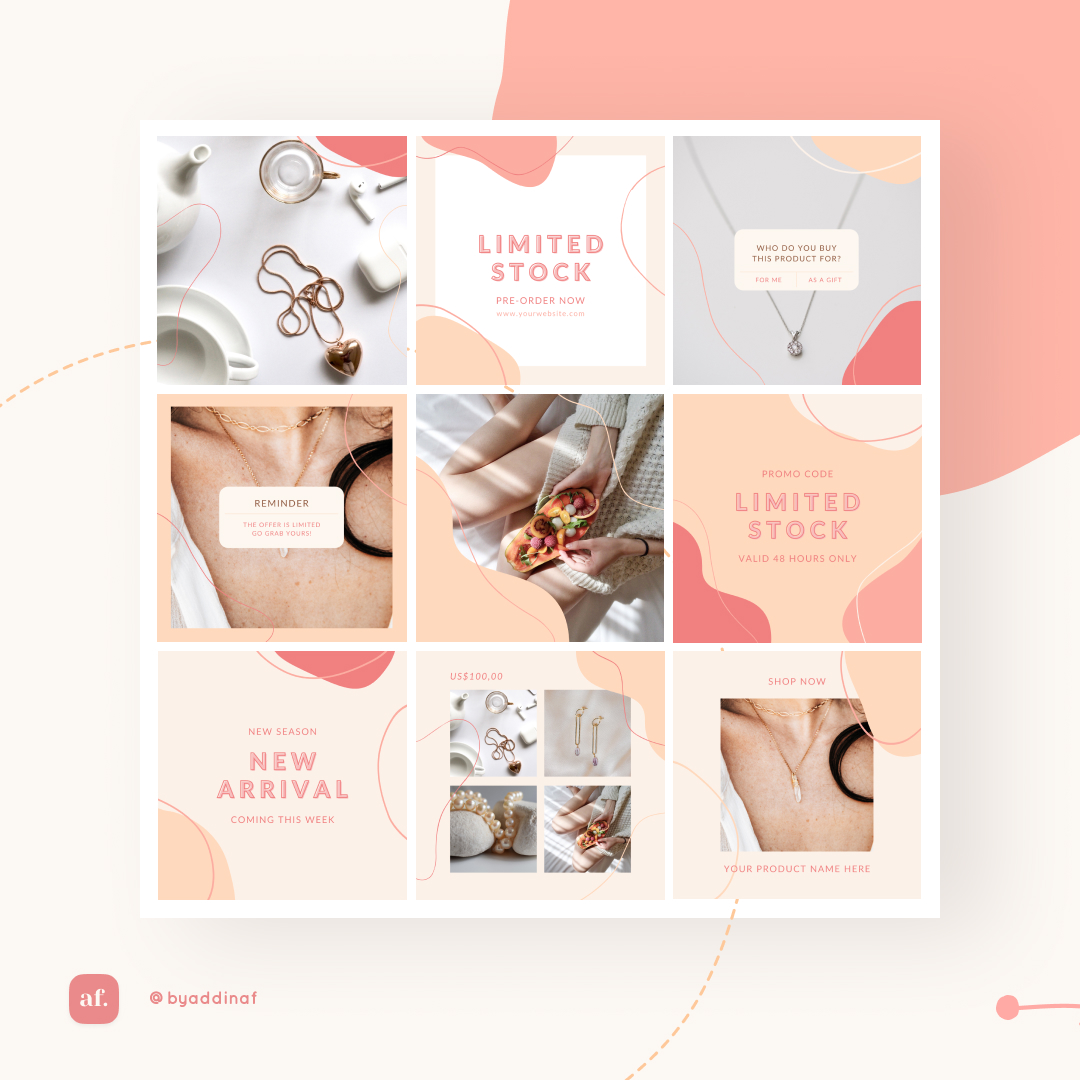 LIMITED
STOCK
PRE-ORDER NOW
www.yourwebsite.com
WHO DO YOU BUY
THIS PRODUCT FOR?
FOR ME
AS A GIFT
REMINDER
THE OFFER IS LIMITED
GO GRAB YOURS!
PROMO CODE
LIMITED
STOCK
VALID 48 HOURS ONLY
NEW SEASON
NEW
ARRIVAL
COMING THIS WEEK
US$100,00
SHOP NOW
YOUR PRODUCT NAME HERE
af.
@byaddinaf